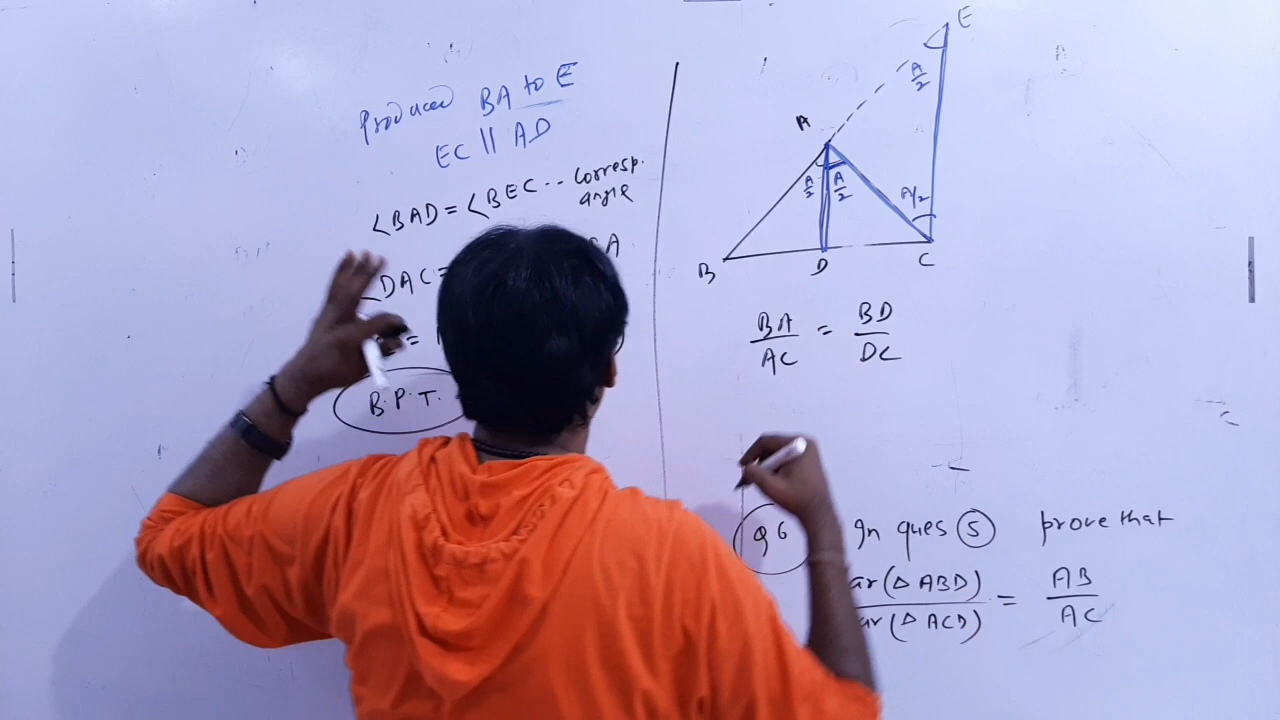 Produced BA to E
EC || AD
∠BAD = ∠BEC -- corresp. angle
∠DAC =
B.P.T.
E
A/2
A
A/2
A/2
A/2
B
D
C
BA/AC = BD/DC
Q6
In ques 5 prove that
ar(△ABD)/ar(△ACD) = AB/AC